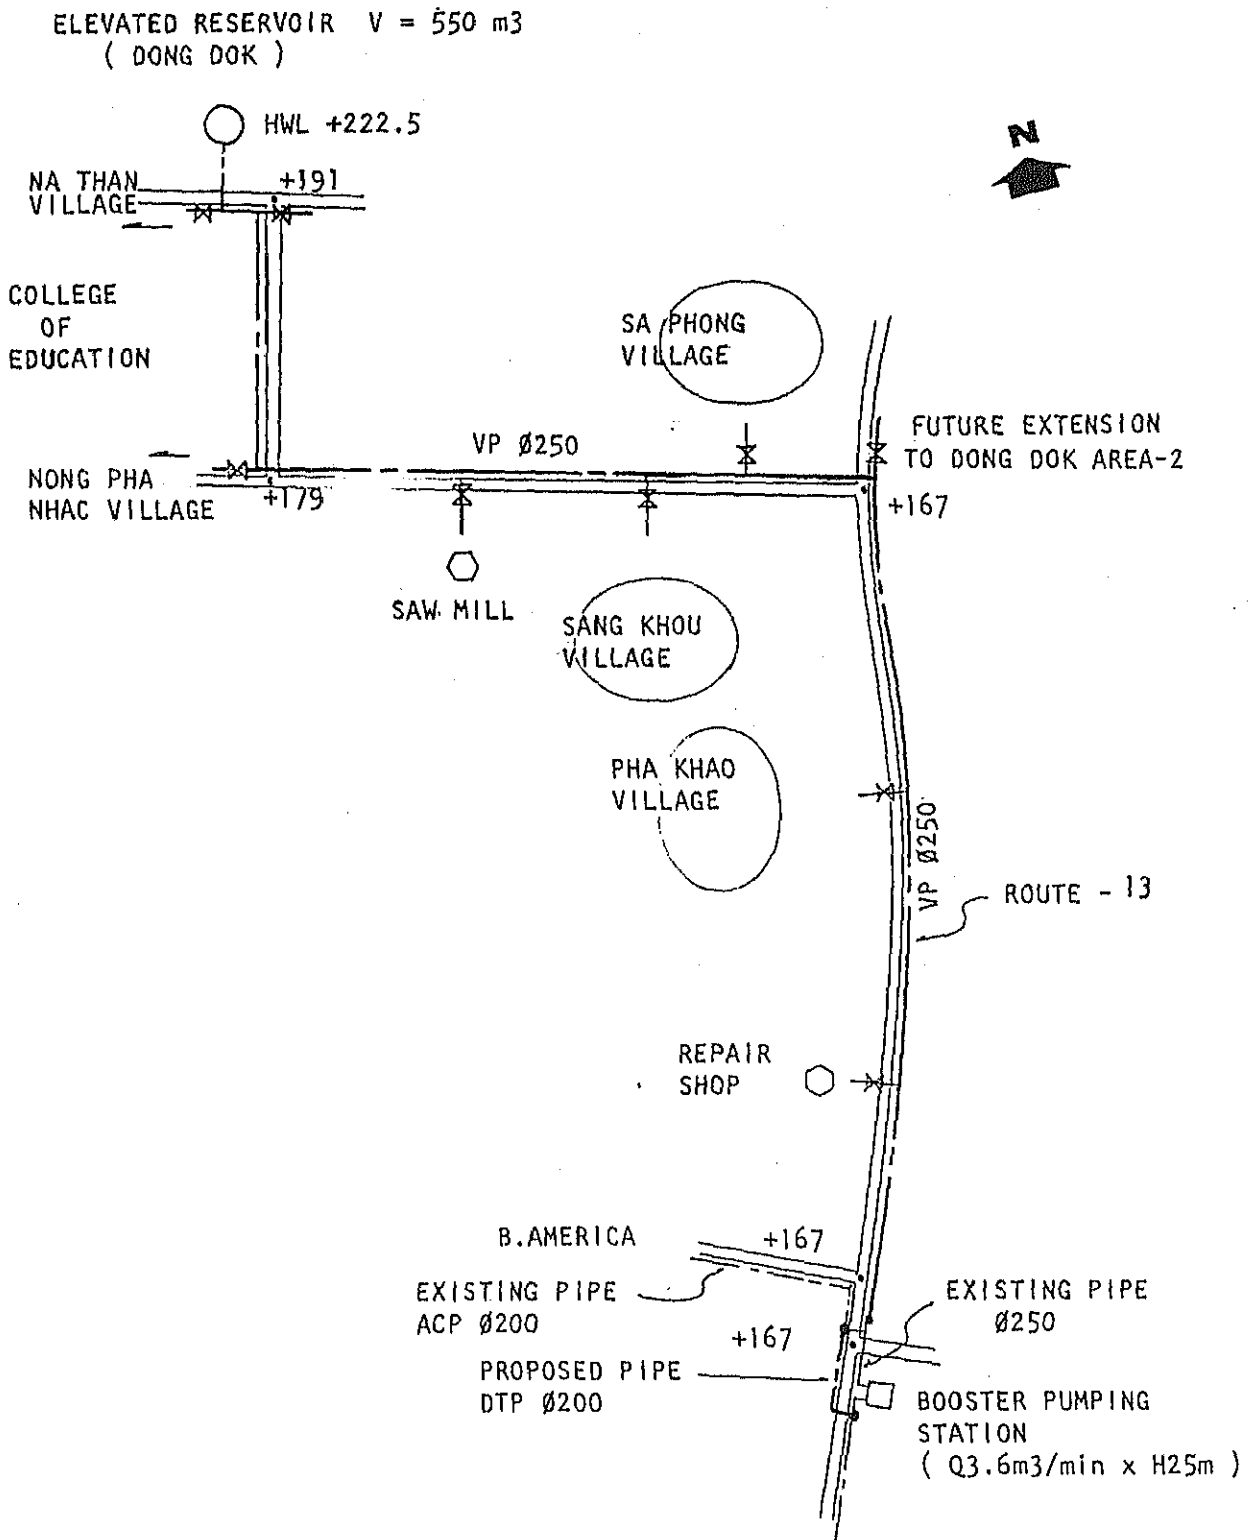 ELEVATED RESERVOIR V = 550 m3
( DONG DOK )
HWL +222.5
N
NA THAN
VILLAGE
+191
COLLEGE
OF
EDUCATION
SA PHONG
VILLAGE
VP Ø250
FUTURE EXTENSION
TO DONG DOK AREA-2
NONG PHA
NHAC VILLAGE
+179
+167
SAW MILL
SANG KHOU
VILLAGE
PHA KHAO
VILLAGE
VP Ø250
ROUTE - 13
REPAIR
SHOP
B.AMERICA
+167
EXISTING PIPE
ACP Ø200
EXISTING PIPE
Ø250
+167
PROPOSED PIPE
DTP Ø200
BOOSTER PUMPING
STATION
( Q3.6m3/min x H25m )